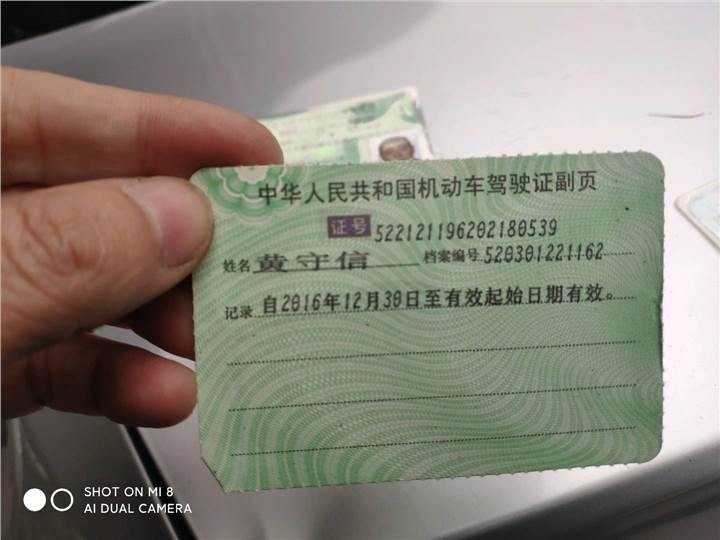 中华人民共和国机动车驾驶证副页
证号 522121196202180539
姓名 黄守信 档案编号 520301221162
记录 自2016年12月30日至有效起始日期有效。
SHOT ON MI 8
AI DUAL CAMERA